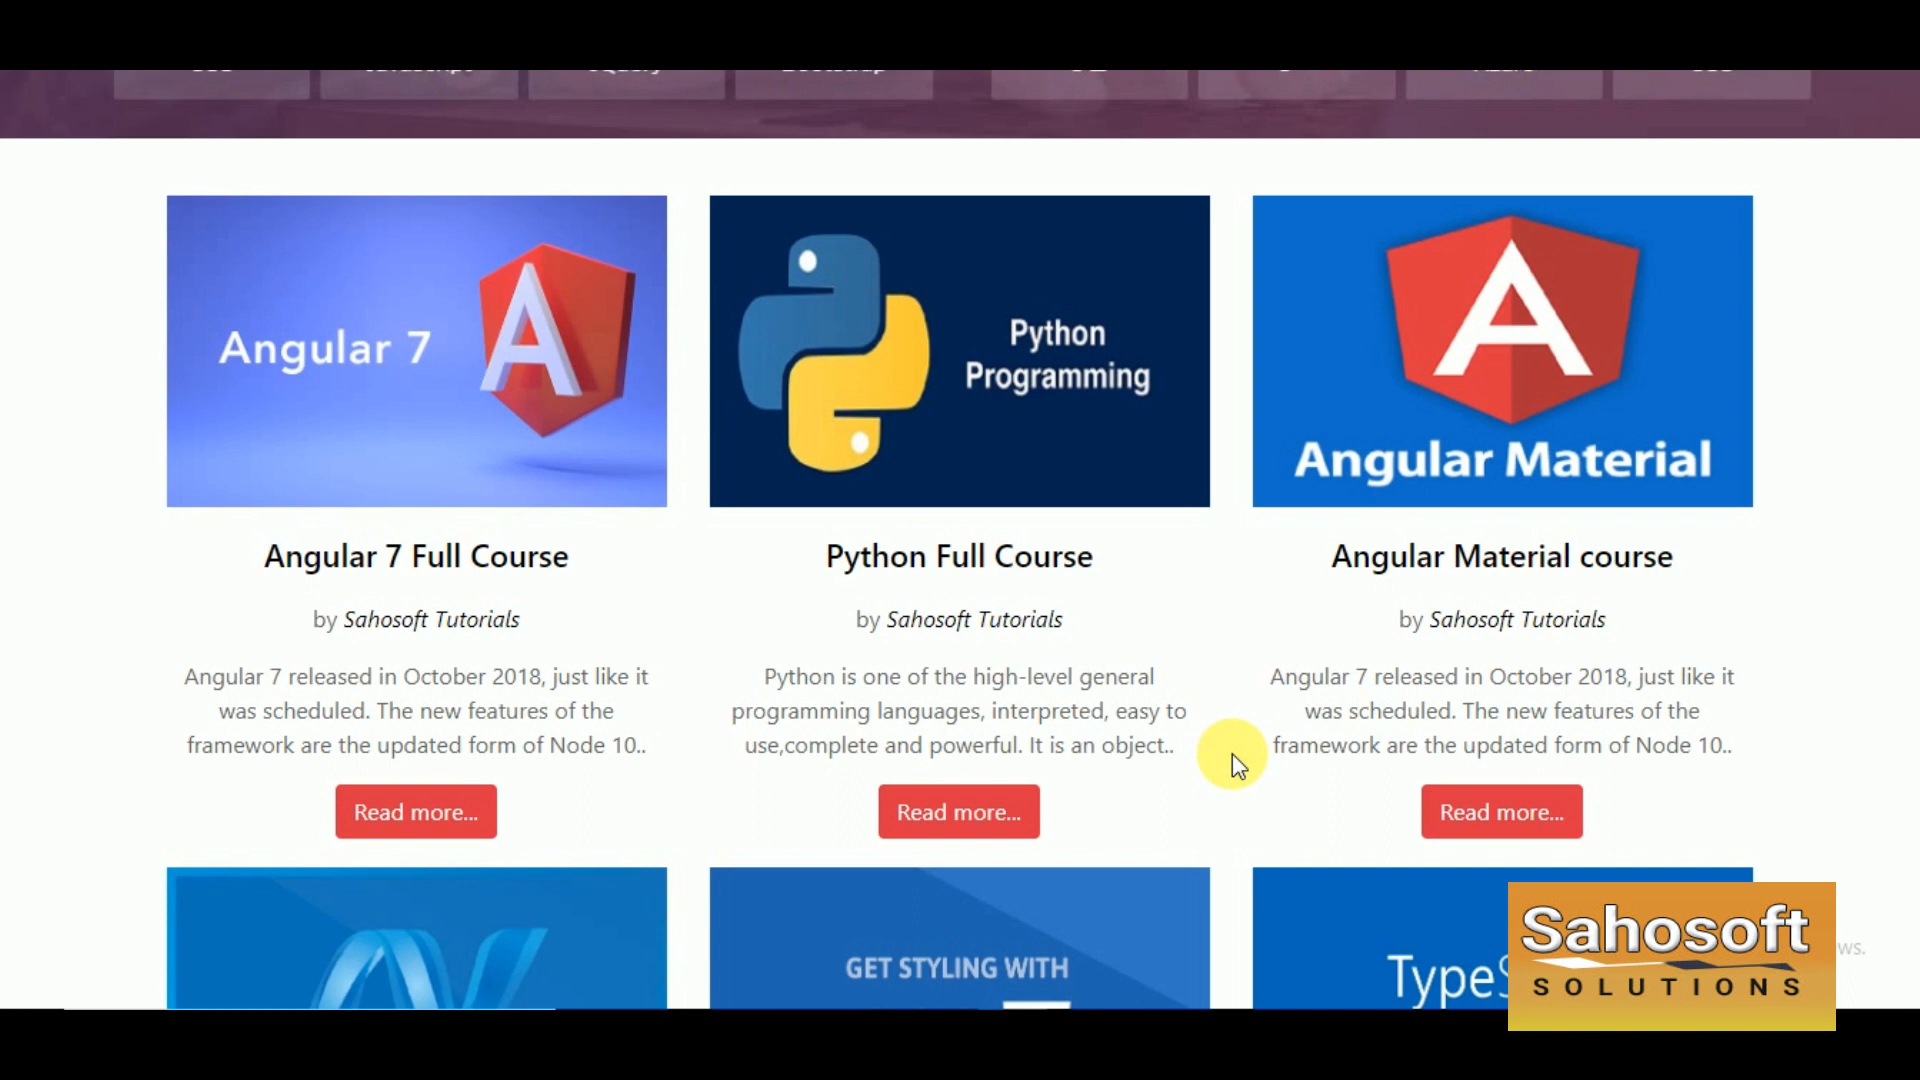 Angular 7
Python
Programming
Angular Material
Angular 7 Full Course
by Sahosoft Tutorials
Angular 7 released in October 2018, just like it
was scheduled. The new features of the
framework are the updated form of Node 10..
Read more...
Python Full Course
by Sahosoft Tutorials
Python is one of the high-level general
programming languages, interpreted, easy to
use,complete and powerful. It is an object..
Read more...
Angular Material course
by Sahosoft Tutorials
Angular 7 released in October 2018, just like it
was scheduled. The new features of the
framework are the updated form of Node 10..
Read more...
GET STYLING WITH
Sahosoft
SOLUTIONS